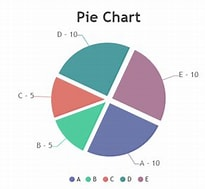 Pie Chart
D - 10
E - 10
C - 5
B - 5
A - 10
A B C D E